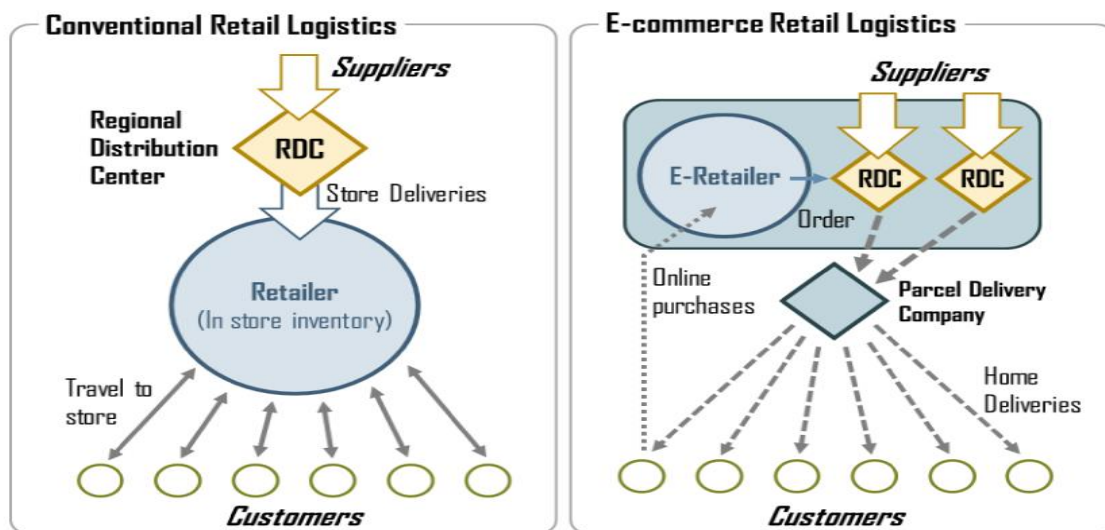 Conventional Retail Logistics
Suppliers
Regional
Distribution
Center
RDC
Store Deliveries
Retailer
(In store inventory)
Travel to
store
Customers
E-commerce Retail Logistics
Suppliers
E-Retailer
RDC
RDC
Order
Online
purchases
Parcel Delivery
Company
Home
Deliveries
Customers